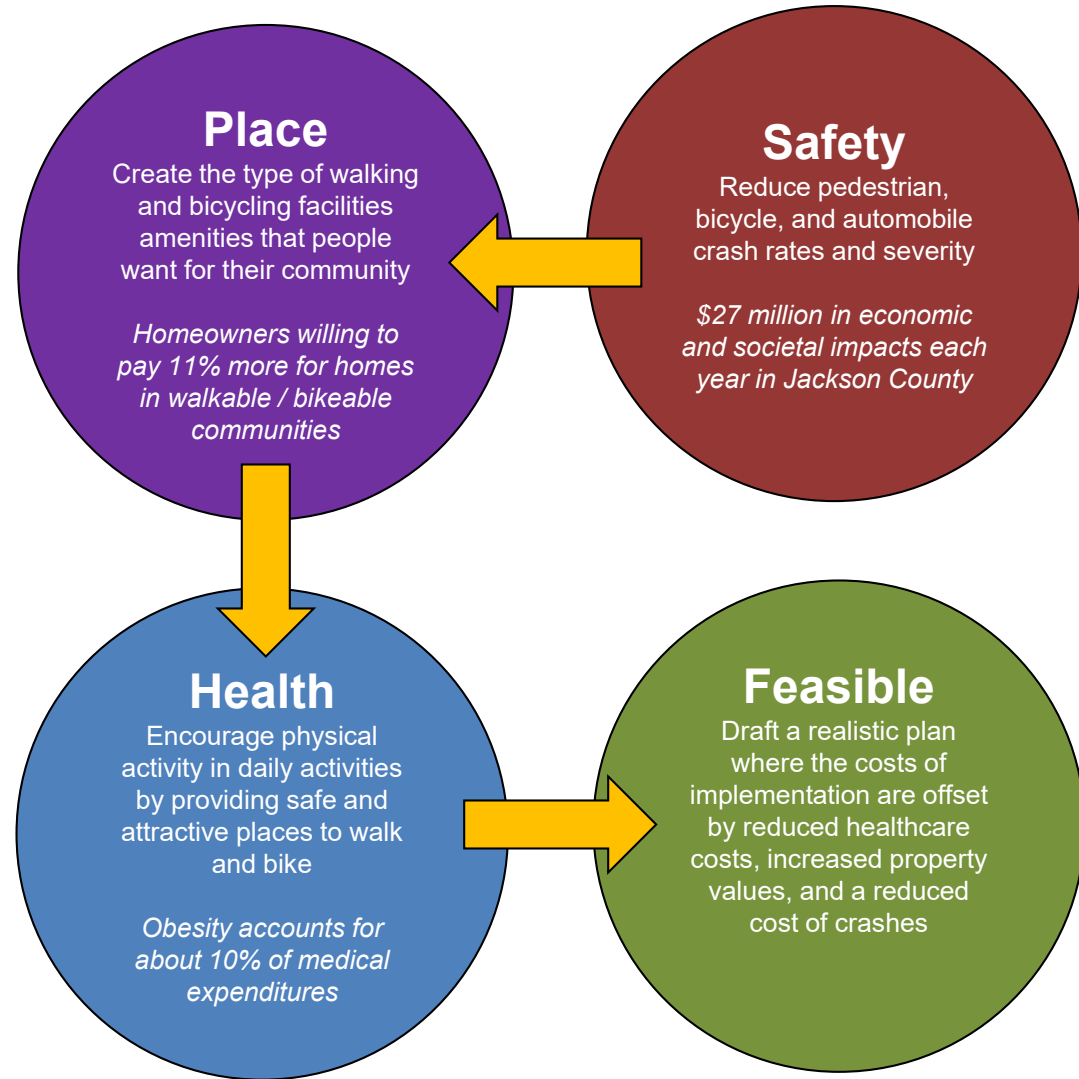 Place
Create the type of walking
and bicycling facilities
amenities that people
want for their community
Homeowners willing to
pay 11% more for homes
in walkable / bikeable
communities
Safety
Reduce pedestrian,
bicycle, and automobile
crash rates and severity
$27 million in economic
and societal impacts each
year in Jackson County
Health
Encourage physical
activity in daily activities
by providing safe and
attractive places to walk
and bike
Obesity accounts for
about 10% of medical
expenditures
Feasible
Draft a realistic plan
where the costs of
implementation are offset
by reduced healthcare
costs, increased property
values, and a reduced
cost of crashes